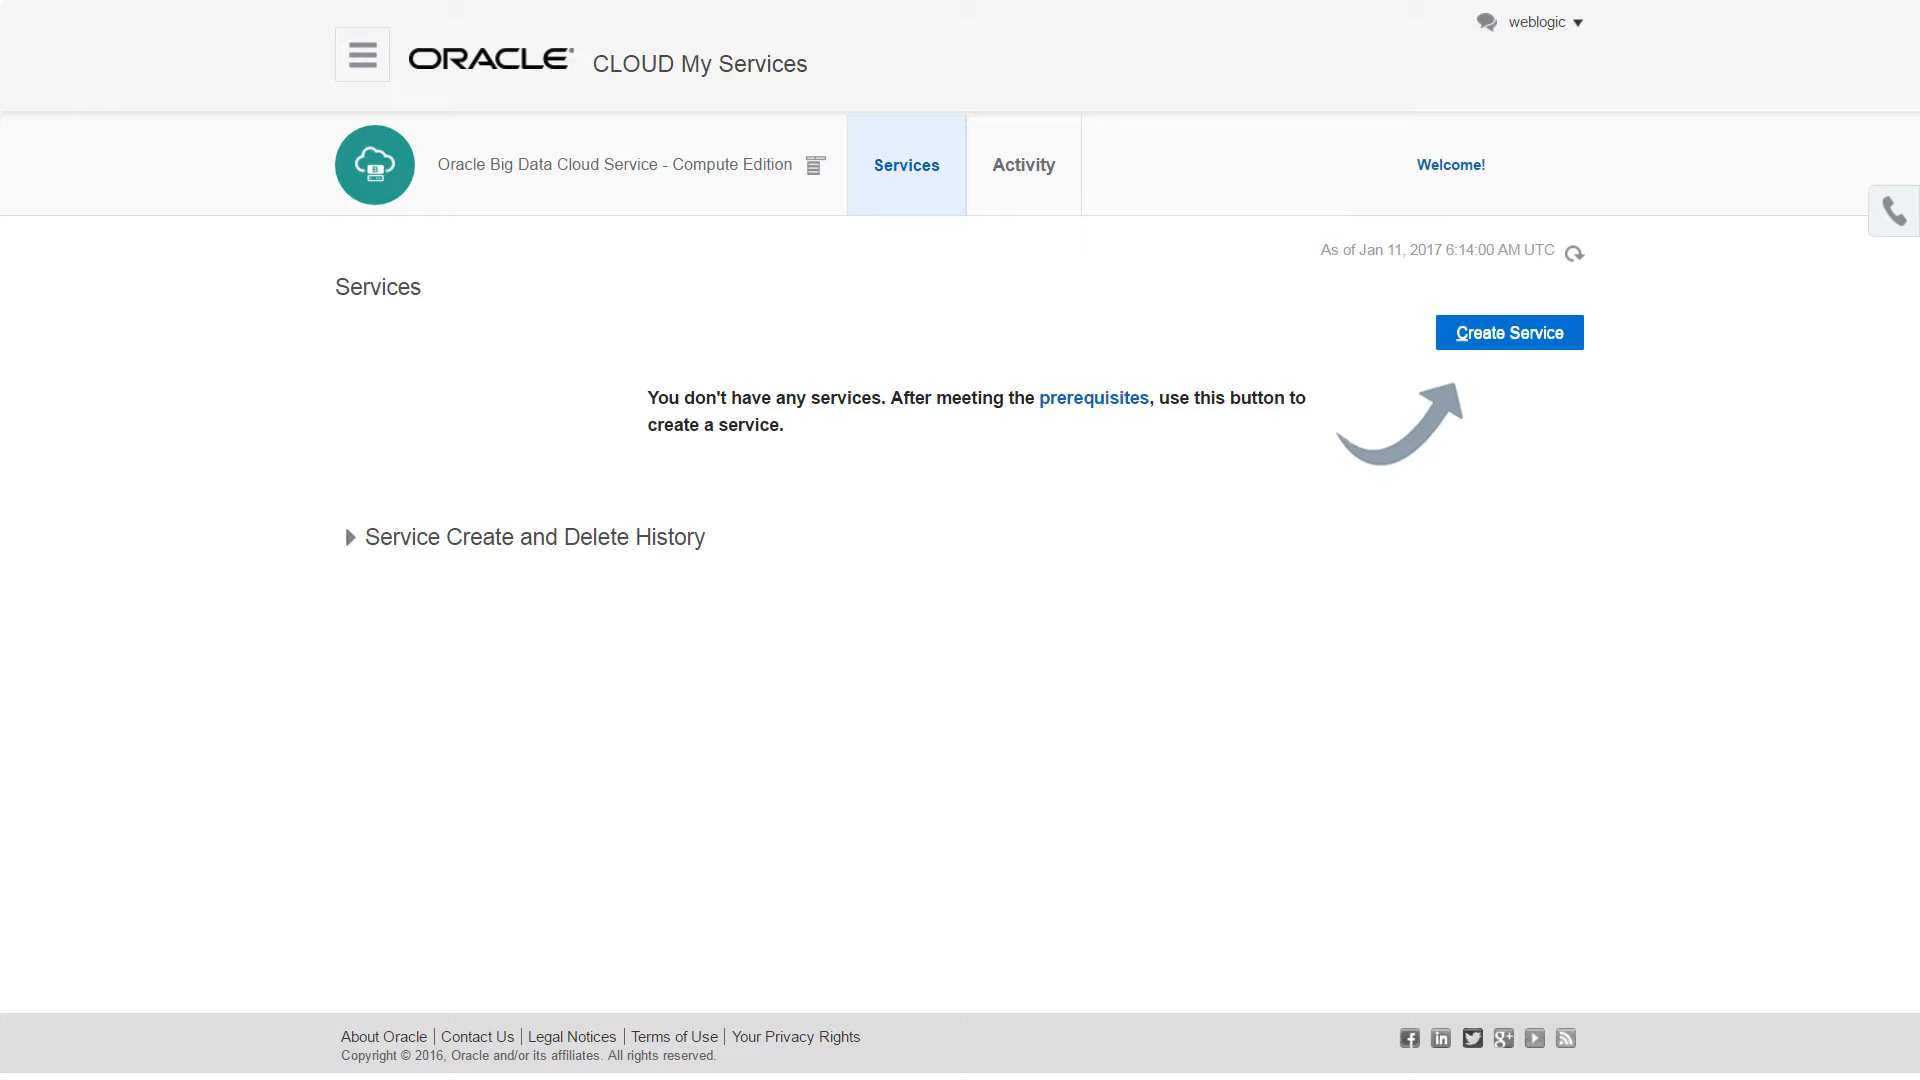 weblogic
ORACLE CLOUD My Services
Oracle Big Data Cloud Service - Compute Edition
Services
Activity
Welcome!
As of Jan 11, 2017 6:14:00 AM UTC
Services
Create Service
You don't have any services. After meeting the prerequisites, use this button to
create a service.
Service Create and Delete History
About Oracle | Contact Us | Legal Notices | Terms of Use | Your Privacy Rights
Copyright © 2016, Oracle and/or its affiliates. All rights reserved.